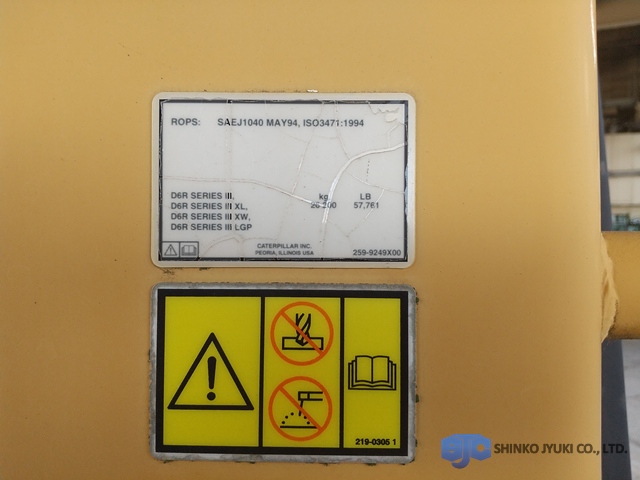 ROPS: SAEJ1040 MAY94, ISO3471:1994
kg LB
D6R SERIES III,
D6R SERIES III XL, 26,200 57,761
D6R SERIES III XW,
D6R SERIES III LGP
CATERPILLAR INC.
PEORIA, ILLINOIS USA 259-9249X00
219-0305 1
SJC SHINKO JYUKI CO., LTD.